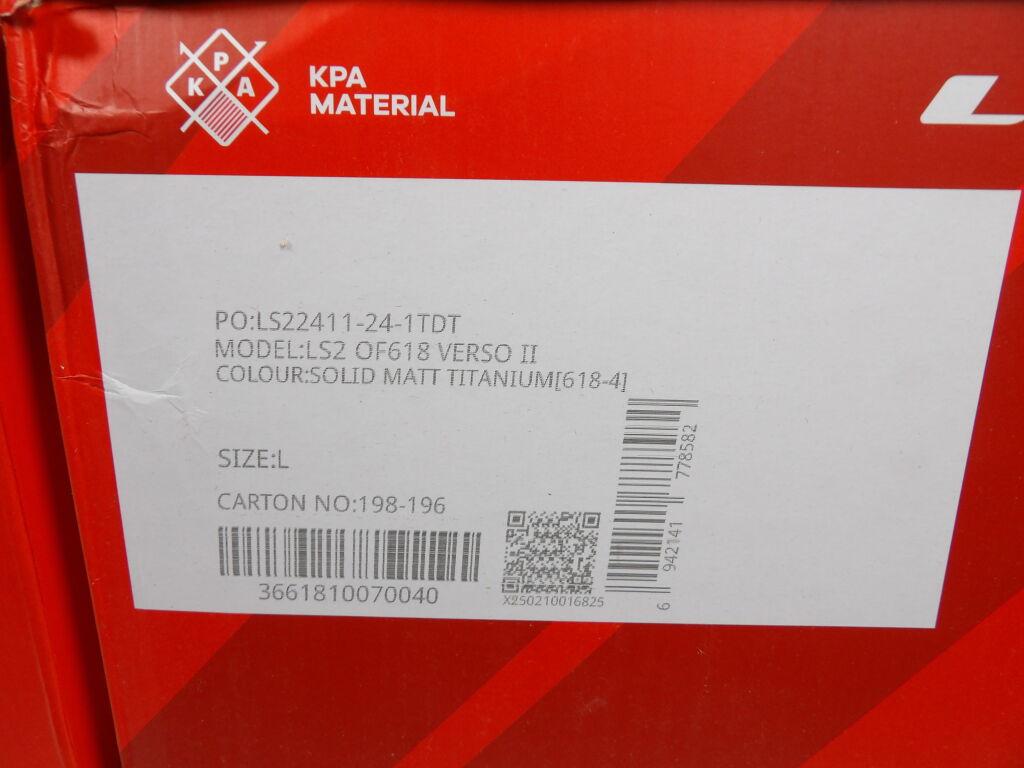 KPA
KPA
MATERIAL
L
PO:LS22411-24-1TDT
MODEL:LS2 OF618 VERSO II
COLOUR:SOLID MATT TITANIUM[618-4]
SIZE:L
CARTON NO:198-196
3661810070040
X250210016825
6 942141 778582